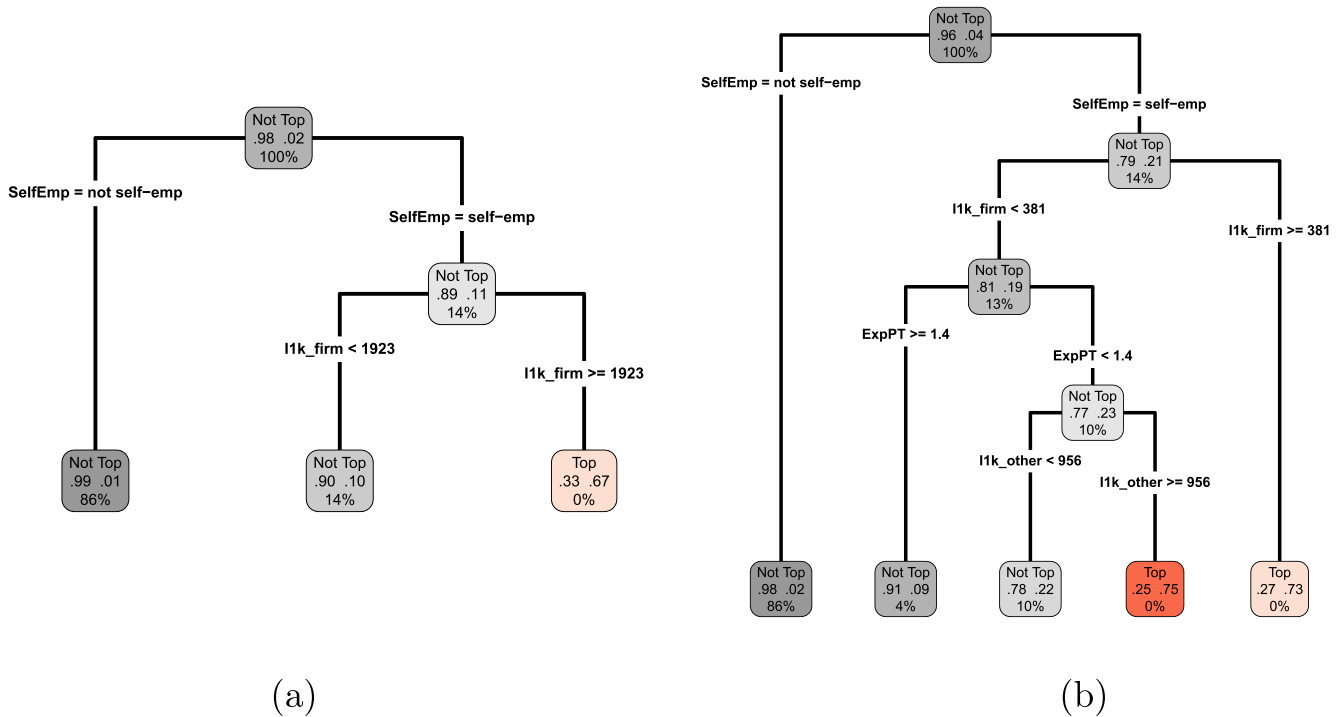 Not Top
.98 .02
100%
SelfEmp = not self−emp
SelfEmp = self−emp
Not Top
.89 .11
14%
l1k_firm < 1923
l1k_firm >= 1923
Not Top
.99 .01
86%
Not Top
.90 .10
14%
Top
.33 .67
0%
(a)
Not Top
.96 .04
100%
SelfEmp = not self−emp
SelfEmp = self−emp
Not Top
.79 .21
14%
l1k_firm < 381
l1k_firm >= 381
Not Top
.81 .19
13%
ExpPT >= 1.4
ExpPT < 1.4
Not Top
.77 .23
10%
l1k_other < 956
l1k_other >= 956
Not Top
.98 .02
86%
Not Top
.91 .09
4%
Not Top
.78 .22
10%
Top
.25 .75
0%
Top
.27 .73
0%
(b)